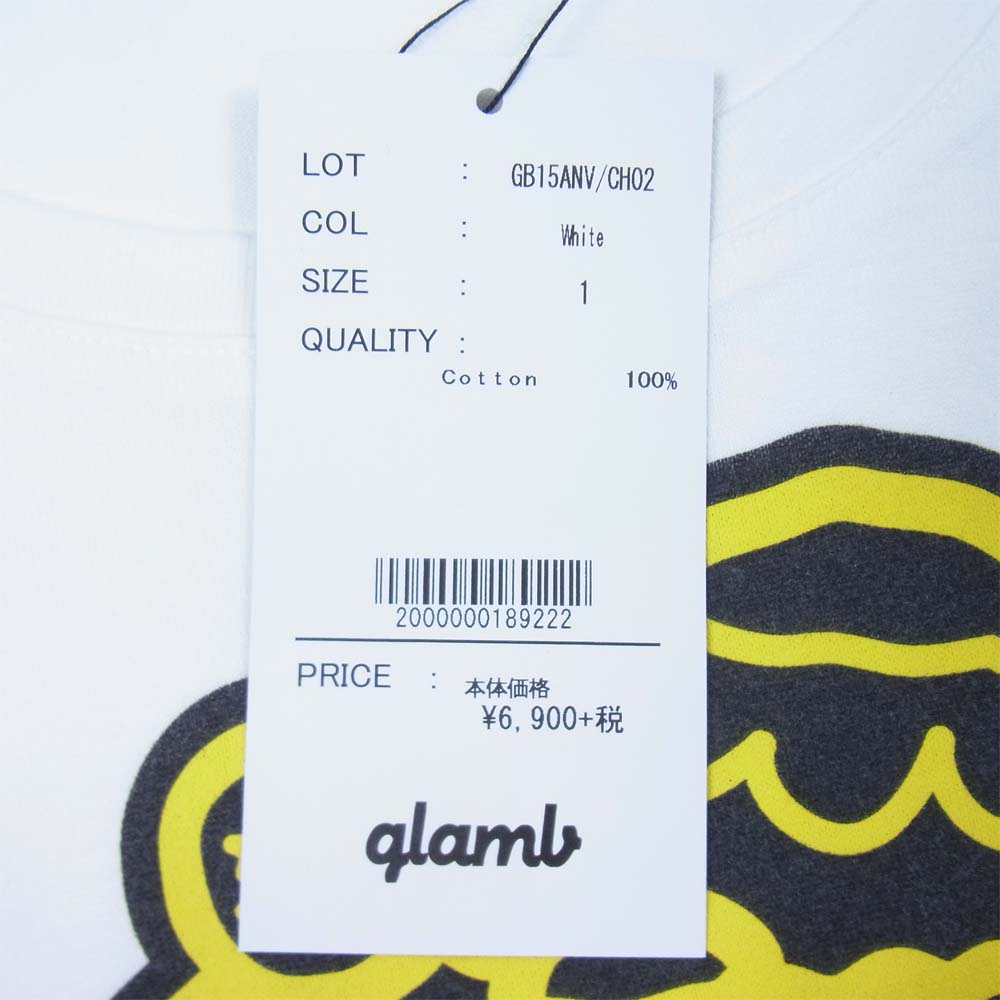 LOT : GB15ANV/CH02
COL : White
SIZE : 1
QUALITY :
Cotton 100%
2000000189222
PRICE : 本体価格
¥6,900+税
glamb